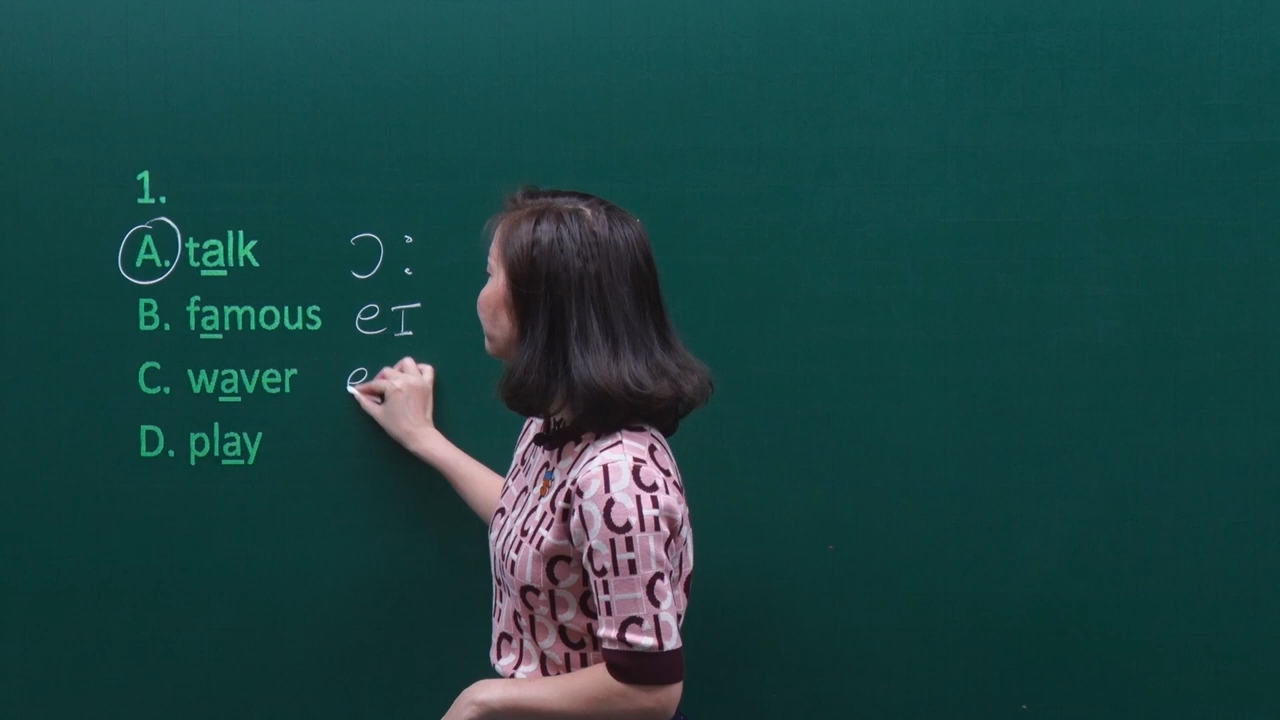 1.
A. talk ɔ:
B. famous eɪ
C. waver e
D. play